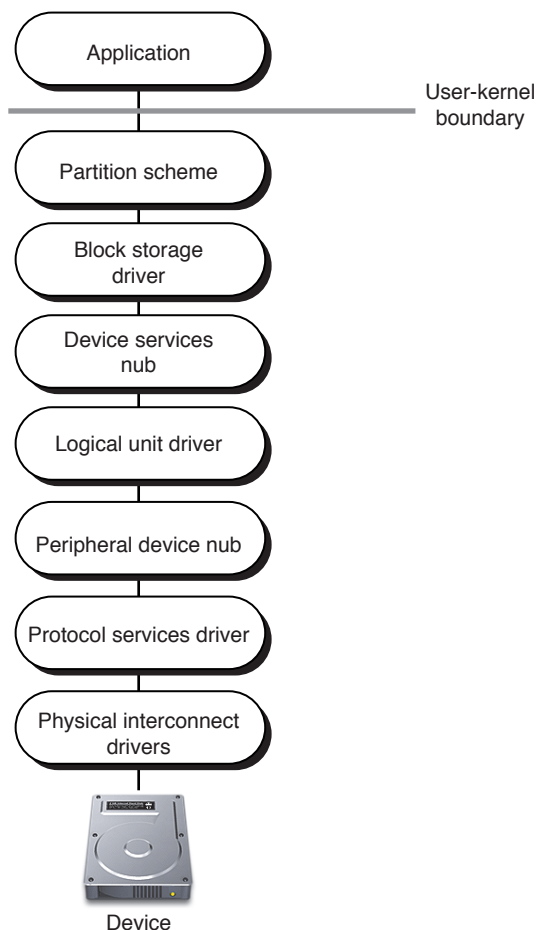 Application
User-kernel
boundary
Partition scheme
Block storage
driver
Device services
nub
Logical unit driver
Peripheral device nub
Protocol services driver
Physical interconnect
drivers
Device